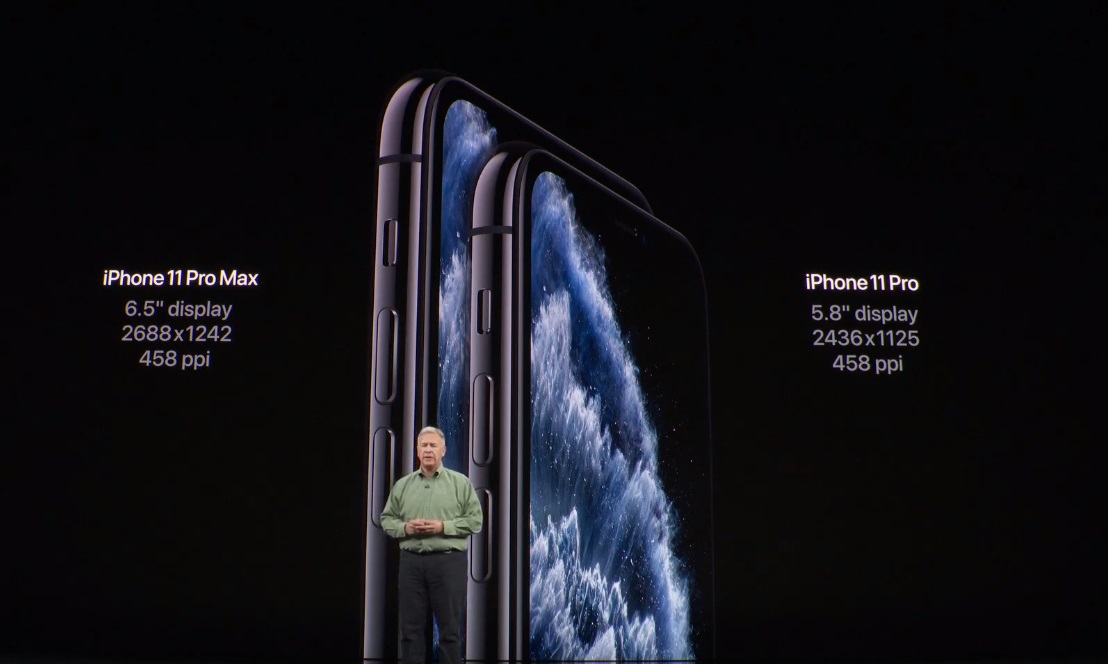 iPhone 11 Pro Max
6.5" display
2688x1242
458 ppi
iPhone 11 Pro
5.8" display
2436x1125
458 ppi